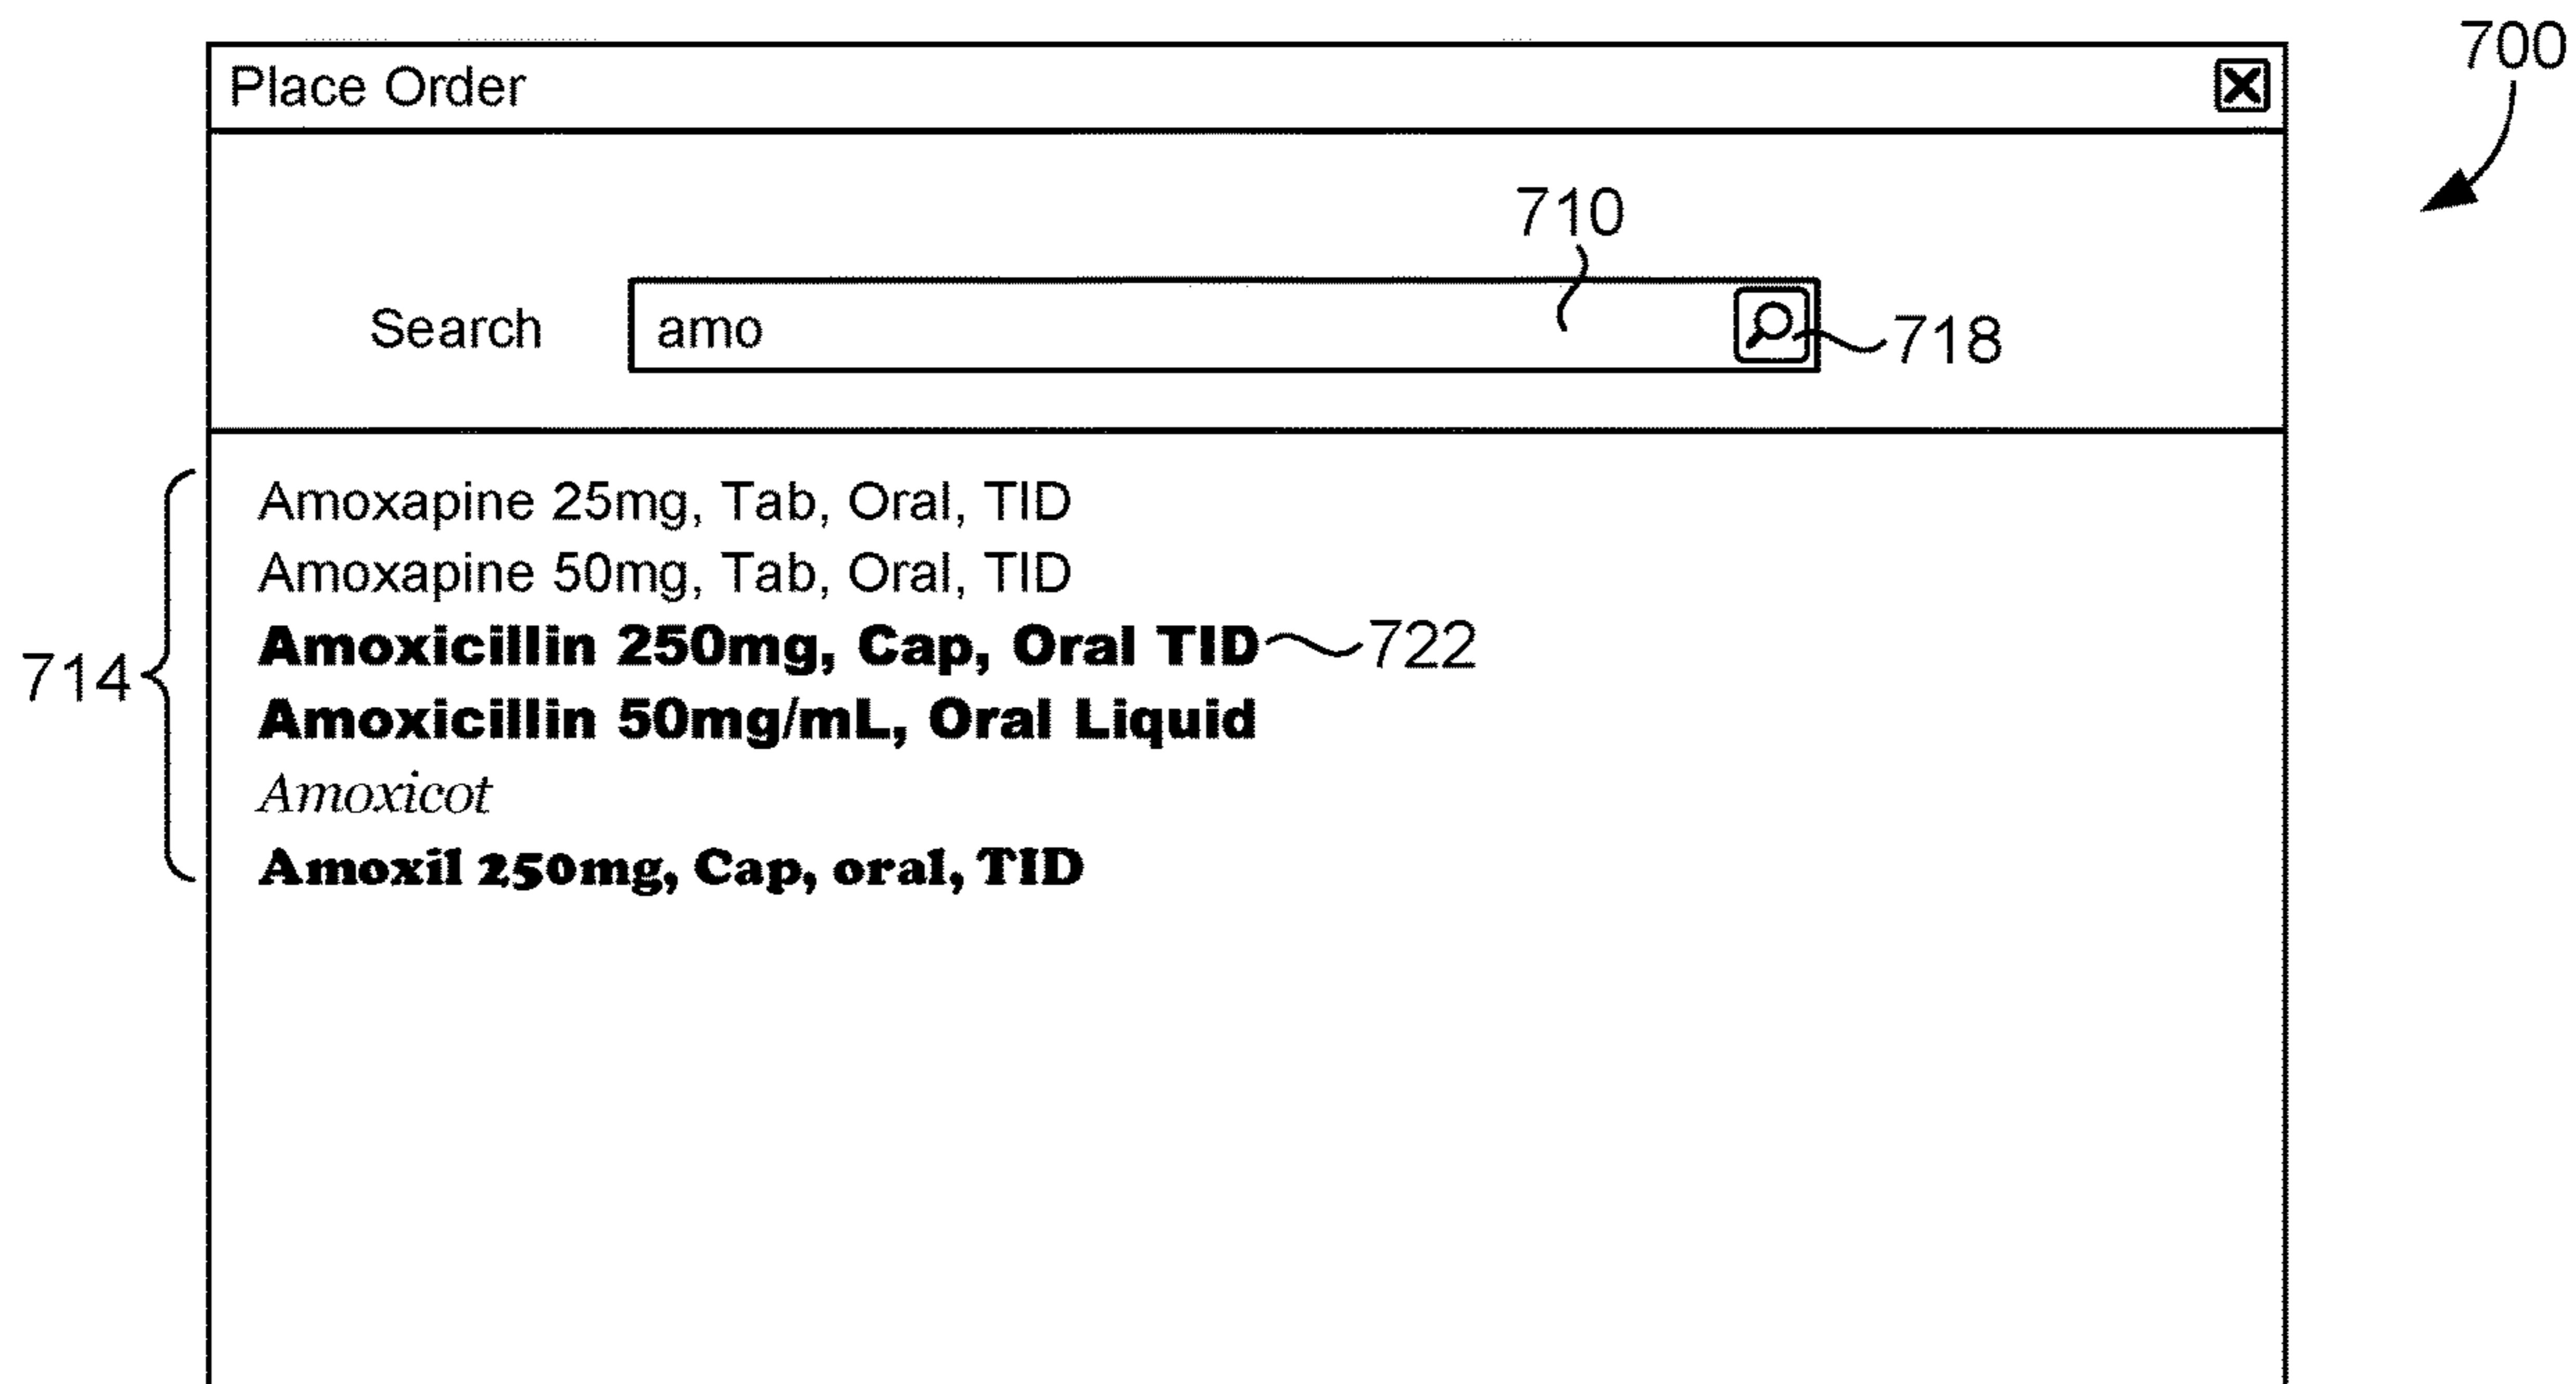 700
Place Order
710
Search amo 718
Amoxapine 25mg, Tab, Oral, TID
Amoxapine 50mg, Tab, Oral, TID
Amoxicillin 250mg, Cap, Oral TID 722
714
Amoxicillin 50mg/mL, Oral Liquid
Amoxicot
Amoxil 250mg, Cap, oral, TID